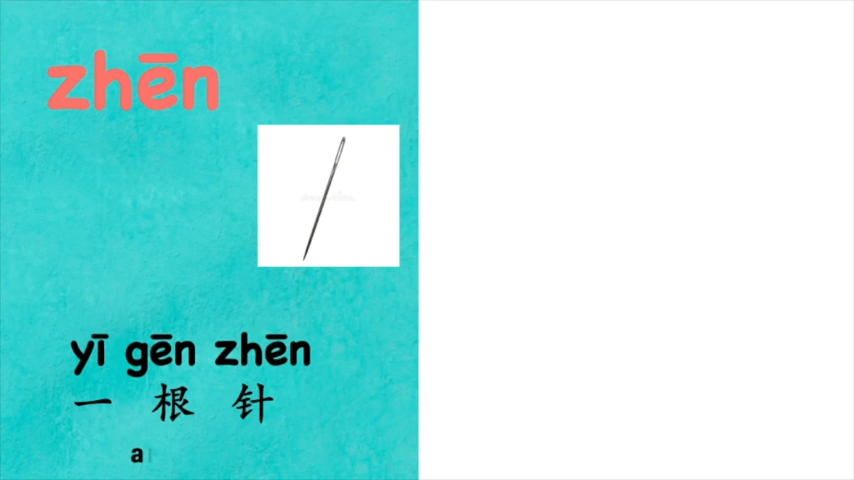 zhēn
yī gēn zhēn
一 根 针
a